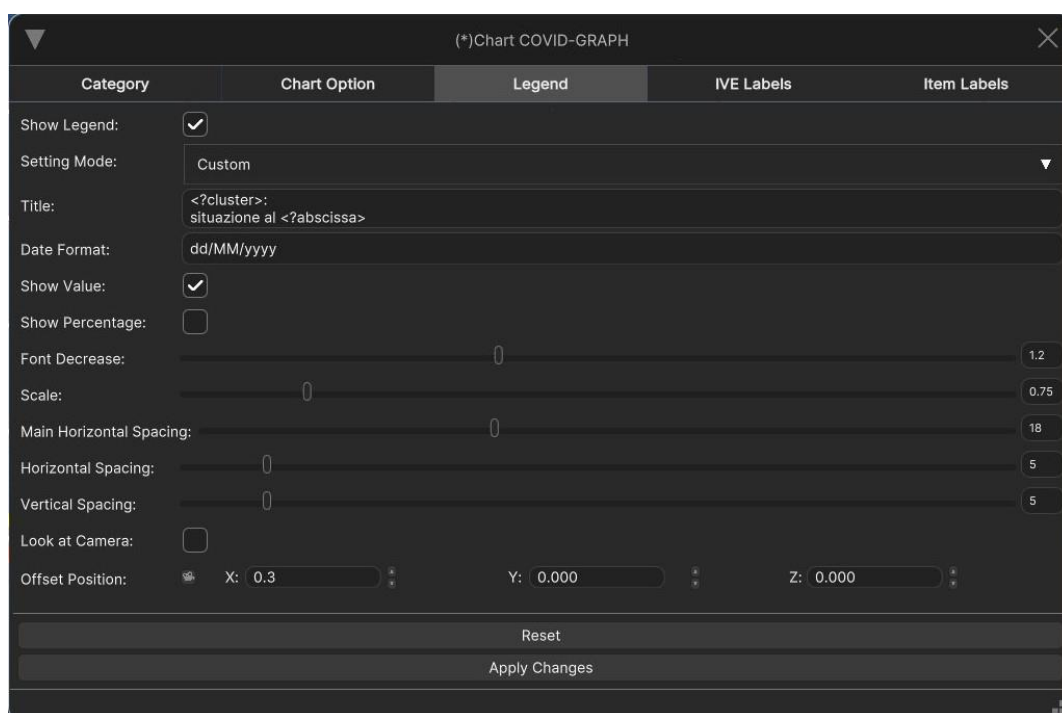 (*)Chart COVID-GRAPH
Category Chart Option Legend IVE Labels Item Labels
Show Legend:
Setting Mode: Custom
Title: <?cluster>:
situazione al <?abscissa>
Date Format: dd/MM/yyyy
Show Value:
Show Percentage:
Font Decrease: 1.2
Scale: 0.75
Main Horizontal Spacing: 18
Horizontal Spacing: 5
Vertical Spacing: 5
Look at Camera:
Offset Position: X: 0.3 Y: 0.000 Z: 0.000
Reset
Apply Changes